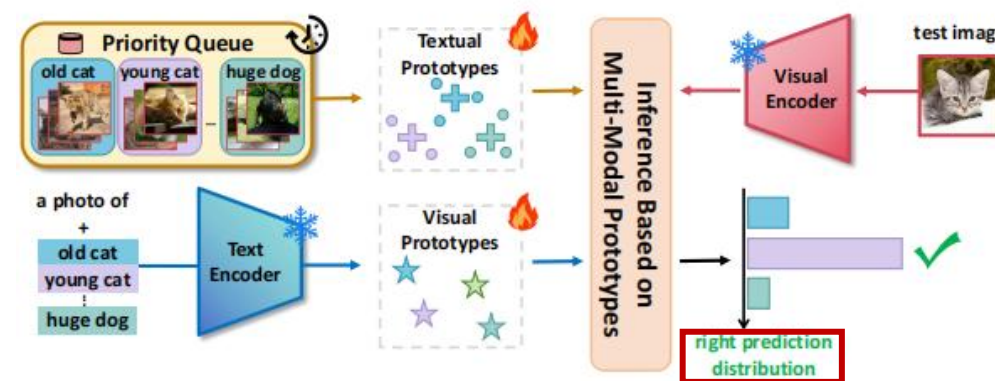 Priority Queue
old cat
young cat
huge dog
Textual
Prototypes
Inference Based on
Multi-Modal Prototypes
Visual
Encoder
test imag
a photo of
+
old cat
young cat
huge dog
Text
Encoder
Visual
Prototypes
right prediction
distribution